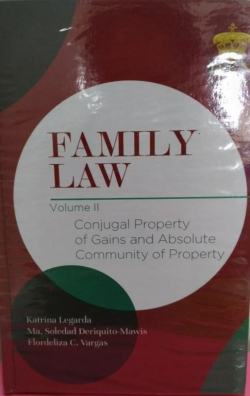 FAMILY
LAW
Volume II
Conjugal Property
of Gains and Absolute
Community of Property
Katrina Legarda
Ma, Soledad Deriquito-Mawis
Flordeliza C. Vargas